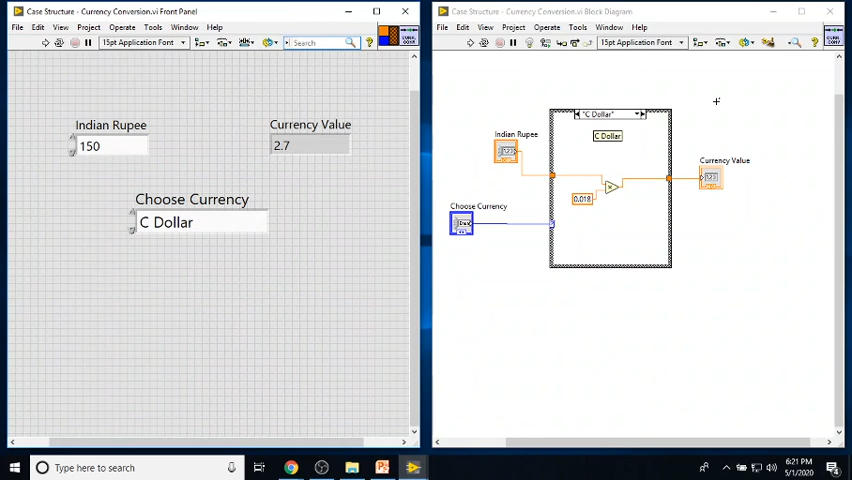 Case Structure - Currency Conversion.vi Front Panel
File Edit View Project Operate Tools Window Help
15pt Application Font
Search
Indian Rupee
150
Currency Value
2.7
Choose Currency
C Dollar
Case Structure - Currency Conversion.vi Block Diagram
File Edit View Project Operate Tools Window Help
15pt Application Font
"C Dollar"
C Dollar
Indian Rupee
Currency Value
0.018
Choose Currency
Type here to search
6:21 PM
5/1/2020